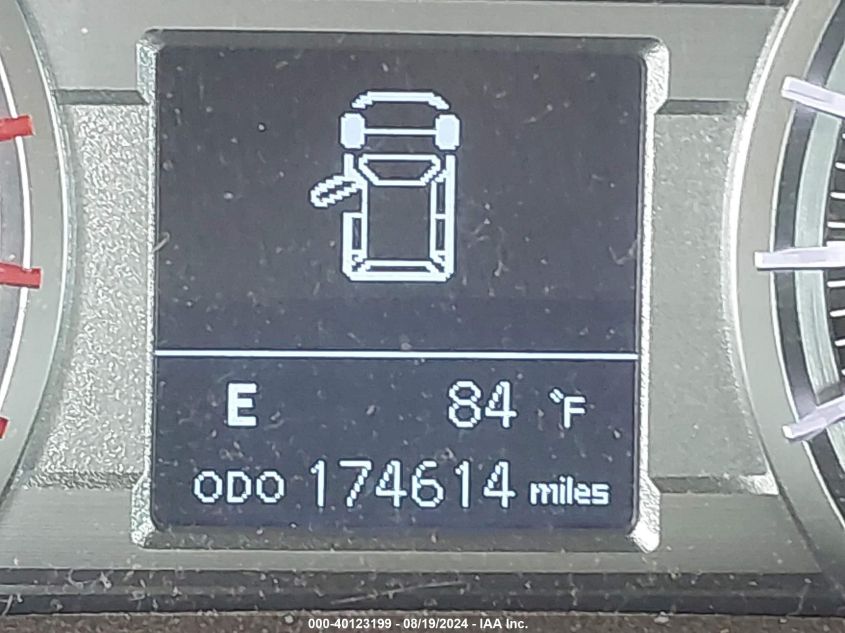 E 84 °F
ODO 174614 miles
000-40123199 - 08/19/2024 - IAA Inc.